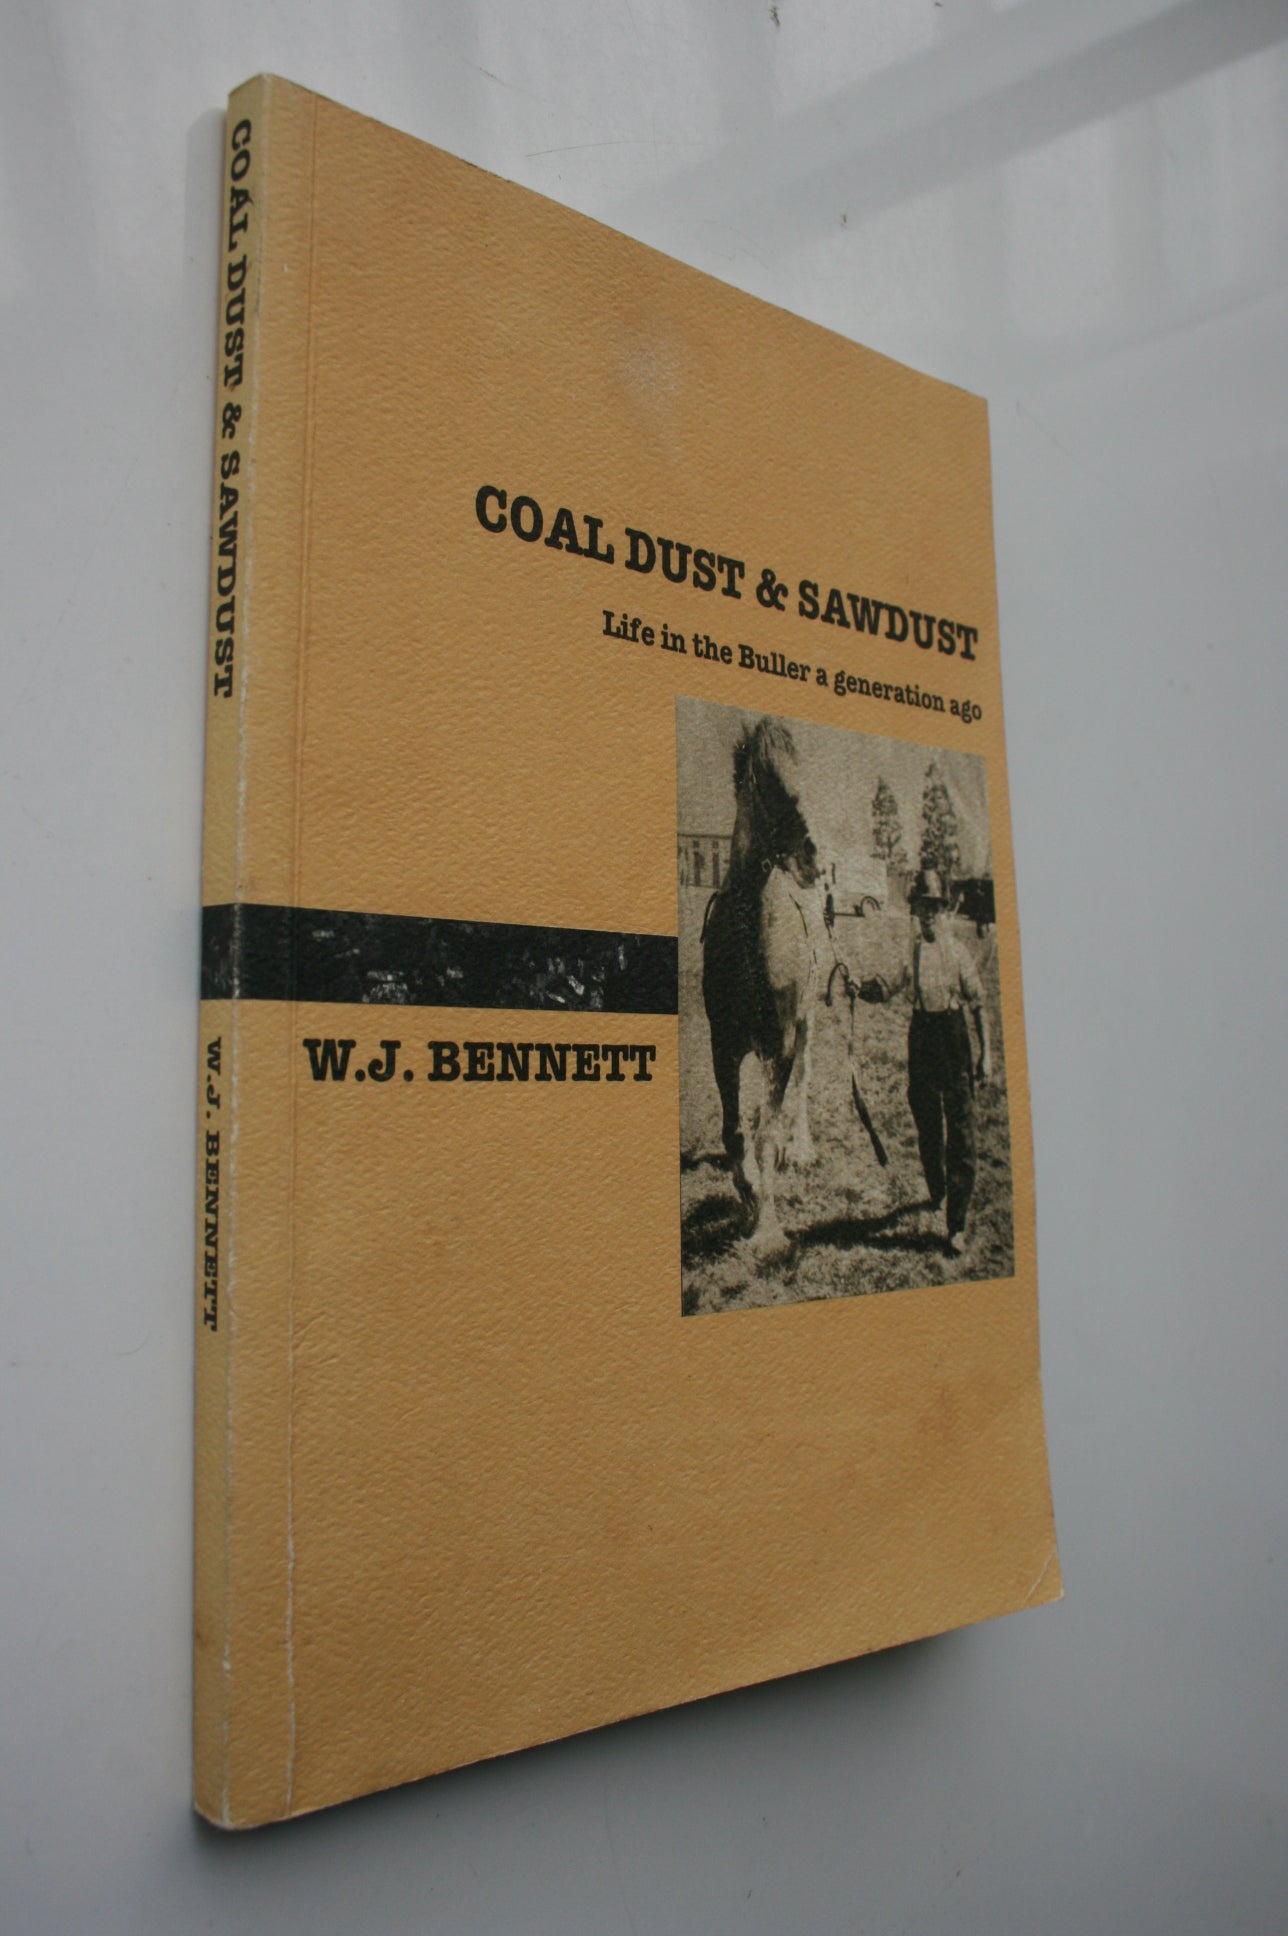 COAL DUST & SAWDUST
W.J. BENNETT
COAL DUST & SAWDUST
Life in the Buller a generation ago
W.J. BENNETT